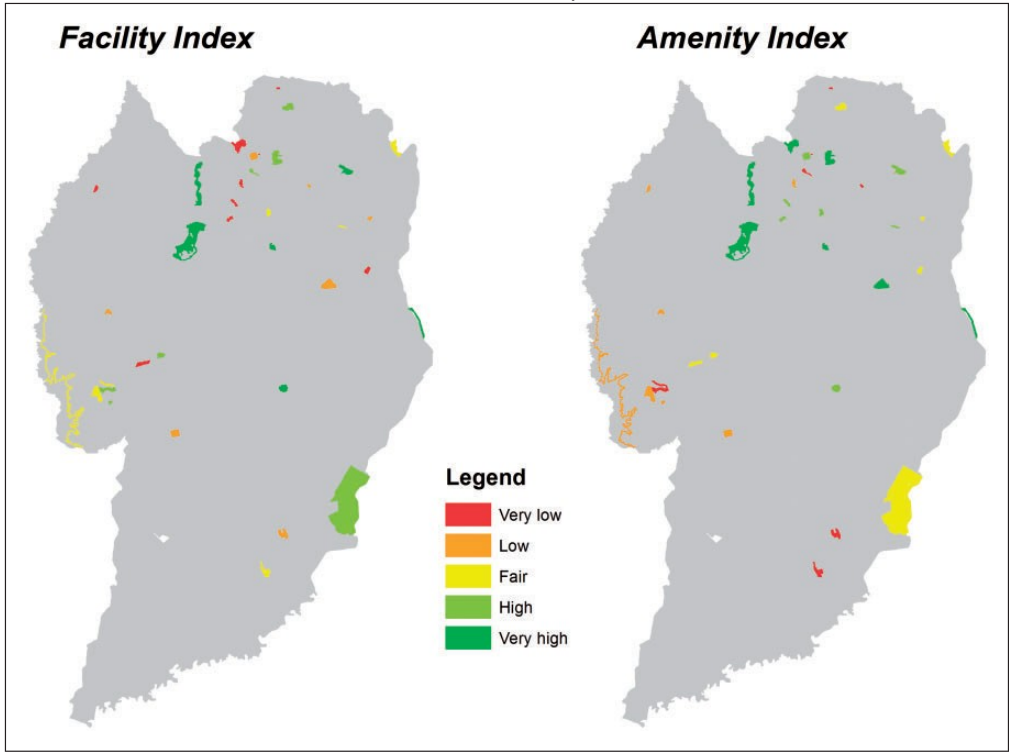 Facility Index
Amenity Index
Legend
Very low
Low
Fair
High
Very high